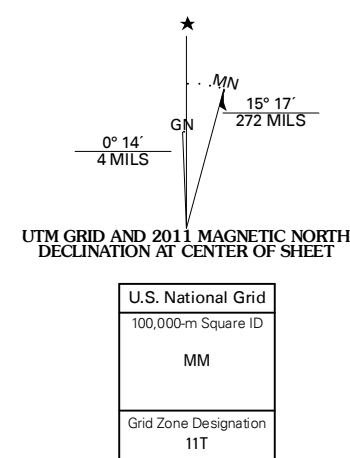 MN
15° 17´
272 MILS
GN
0° 14´
4 MILS
UTM GRID AND 2011 MAGNETIC NORTH
DECLINATION AT CENTER OF SHEET
U.S. National Grid
100,000-m Square ID
MM
Grid Zone Designation
11T